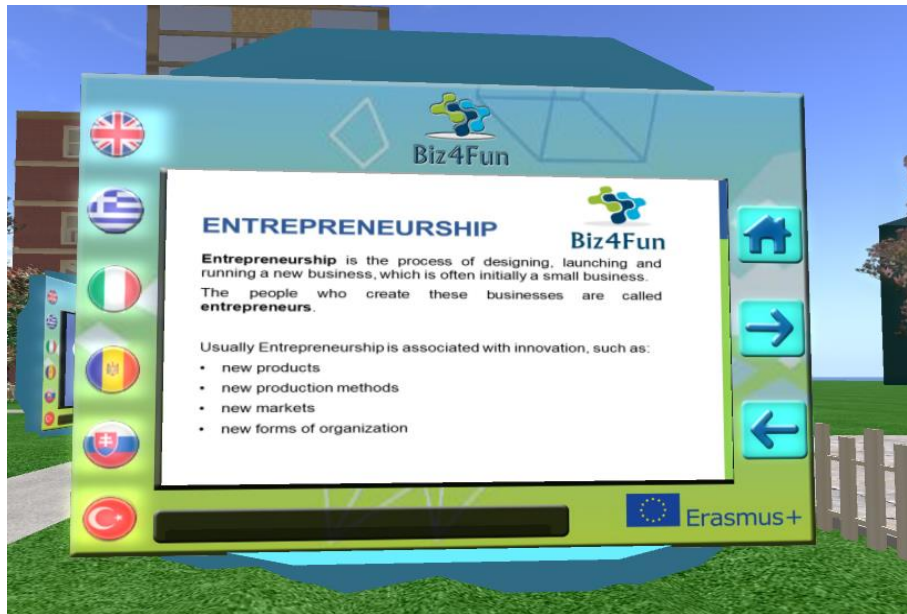 Biz4Fun
ENTREPRENEURSHIP
Biz4Fun
Entrepreneurship is the process of designing, launching and
running a new business, which is often initially a small business.
The people who create these businesses are called
entrepreneurs.
Usually Entrepreneurship is associated with innovation, such as:
• new products
• new production methods
• new markets
• new forms of organization
Erasmus+